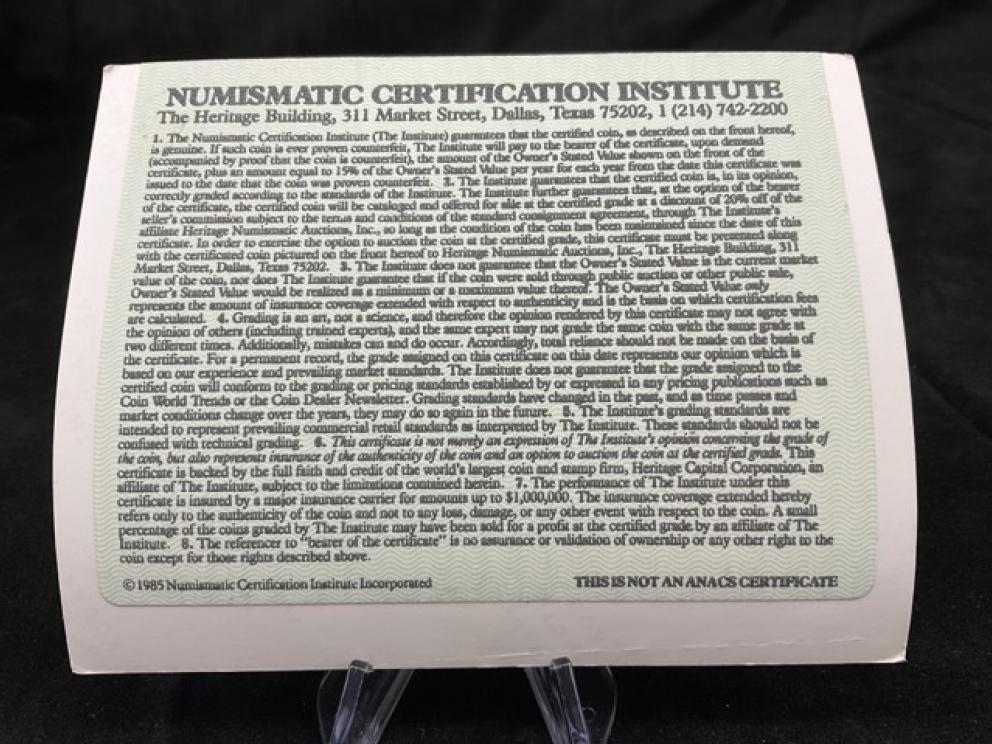 NUMISMATIC CERTIFICATION INSTITUTE
The Heritage Building, 311 Market Street, Dallas, Texas 75202, 1 (214) 742-2200
1. The Numismatic Certification Institute (The Institute) guarantees that the certified coin, as described on the front hereof,
is genuine. If such coin is ever proven counterfeit, The Institute will pay to the bearer of the certificate, upon demand
(accompanied by proof that the coin is counterfeit), the amount of the Owner's Stated Value shown on the front of the
certificate, plus an amount equal to 15% of the Owner's Stated Value per year for each year from the date this certificate was
issued to the date that the coin was proven counterfeit. 2. The Institute guarantees that the certified coin is, in its opinion,
correctly graded according to the standards of the Institute. The Institute further guarantees that, at the option of the bearer
of the certificate, the certified coin will be cataloged and offered for sale at the certified grade at a discount of 20% off of the
seller's commission subject to the terms and conditions of the standard consignment agreement, through The Institute's
affiliate Heritage Numismatic Auctions, Inc., so long as the condition of the coin has been maintained since the date of this
certificate. In order to exercise the option to auction the coin at the certified grade, this certificate must be presented along
with the certificated coin pictured on the front hereof to Heritage Numismatic Auctions, Inc., The Heritage Building, 311
Market Street, Dallas, Texas 75202. 3. The Institute does not guarantee that the Owner's Stated Value is the current market
value of the coin, nor does The Institute guarantee that if the coin were sold through public auction or other public sale,
Owner's Stated Value would be realized as a minimum or a maximum value thereof. The Owner's Stated Value only
represents the amount of insurance coverage extended with respect to authenticity and is the basis on which certification fees
are calculated. 4. Grading is an art, not a science, and therefore the opinion rendered by this certificate may not agree with
the opinion of others (including trained experts), and the same expert may not grade the same coin with the same grade at
two different times. Additionally, mistakes can and do occur. Accordingly, total reliance should not be made on the basis of
the certificate. For a permanent record, the grade assigned on this certificate on this date represents our opinion which is
based on our experience and prevailing market standards. The Institute does not guarantee that the grade assigned to the
certified coin will conform to the grading or pricing standards established by or expressed in any pricing publications such as
Coin World Trends or the Coin Dealer Newsletter. Grading standards have changed in the past, and as time passes and
market conditions change over the years, they may do so again in the future. 5. The Institute's grading standards are
intended to represent prevailing commercial retail standards as interpreted by The Institute. These standards should not be
confused with technical grading. 6. This certificate is not merely an expression of The Institute's opinion concerning the grade of
the coin, but also represents insurance of the authenticity of the coin and an option to auction the coin at the certified grade. This
certificate is backed by the full faith and credit of the world's largest coin and stamp firm, Heritage Capital Corporation, an
affiliate of The Institute, subject to the limitations contained herein. 7. The performance of The Institute under this
certificate is insured by a major insurance carrier for amounts up to $1,000,000. The insurance coverage extended hereby
refers only to the authenticity of the coin and not to any loss, damage, or any other event with respect to the coin. A small
percentage of the coins graded by The Institute may have been sold for a profit at the certified grade by an affiliate of The
Institute. 8. The referencer to "bearer of the certificate" is no assurance or validation of ownership or any other right to the
coin except for those rights described above.
© 1985 Numismatic Certification Institute Incorporated
THIS IS NOT AN ANACS CERTIFICATE